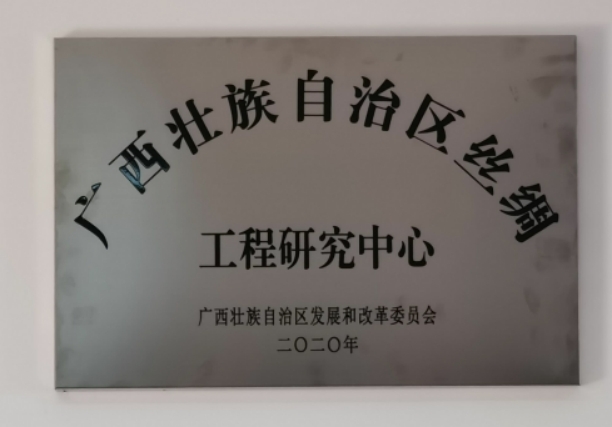 广西壮族自治区丝绸
工程研究中心
广西壮族自治区发展和改革委员会
二〇二〇年